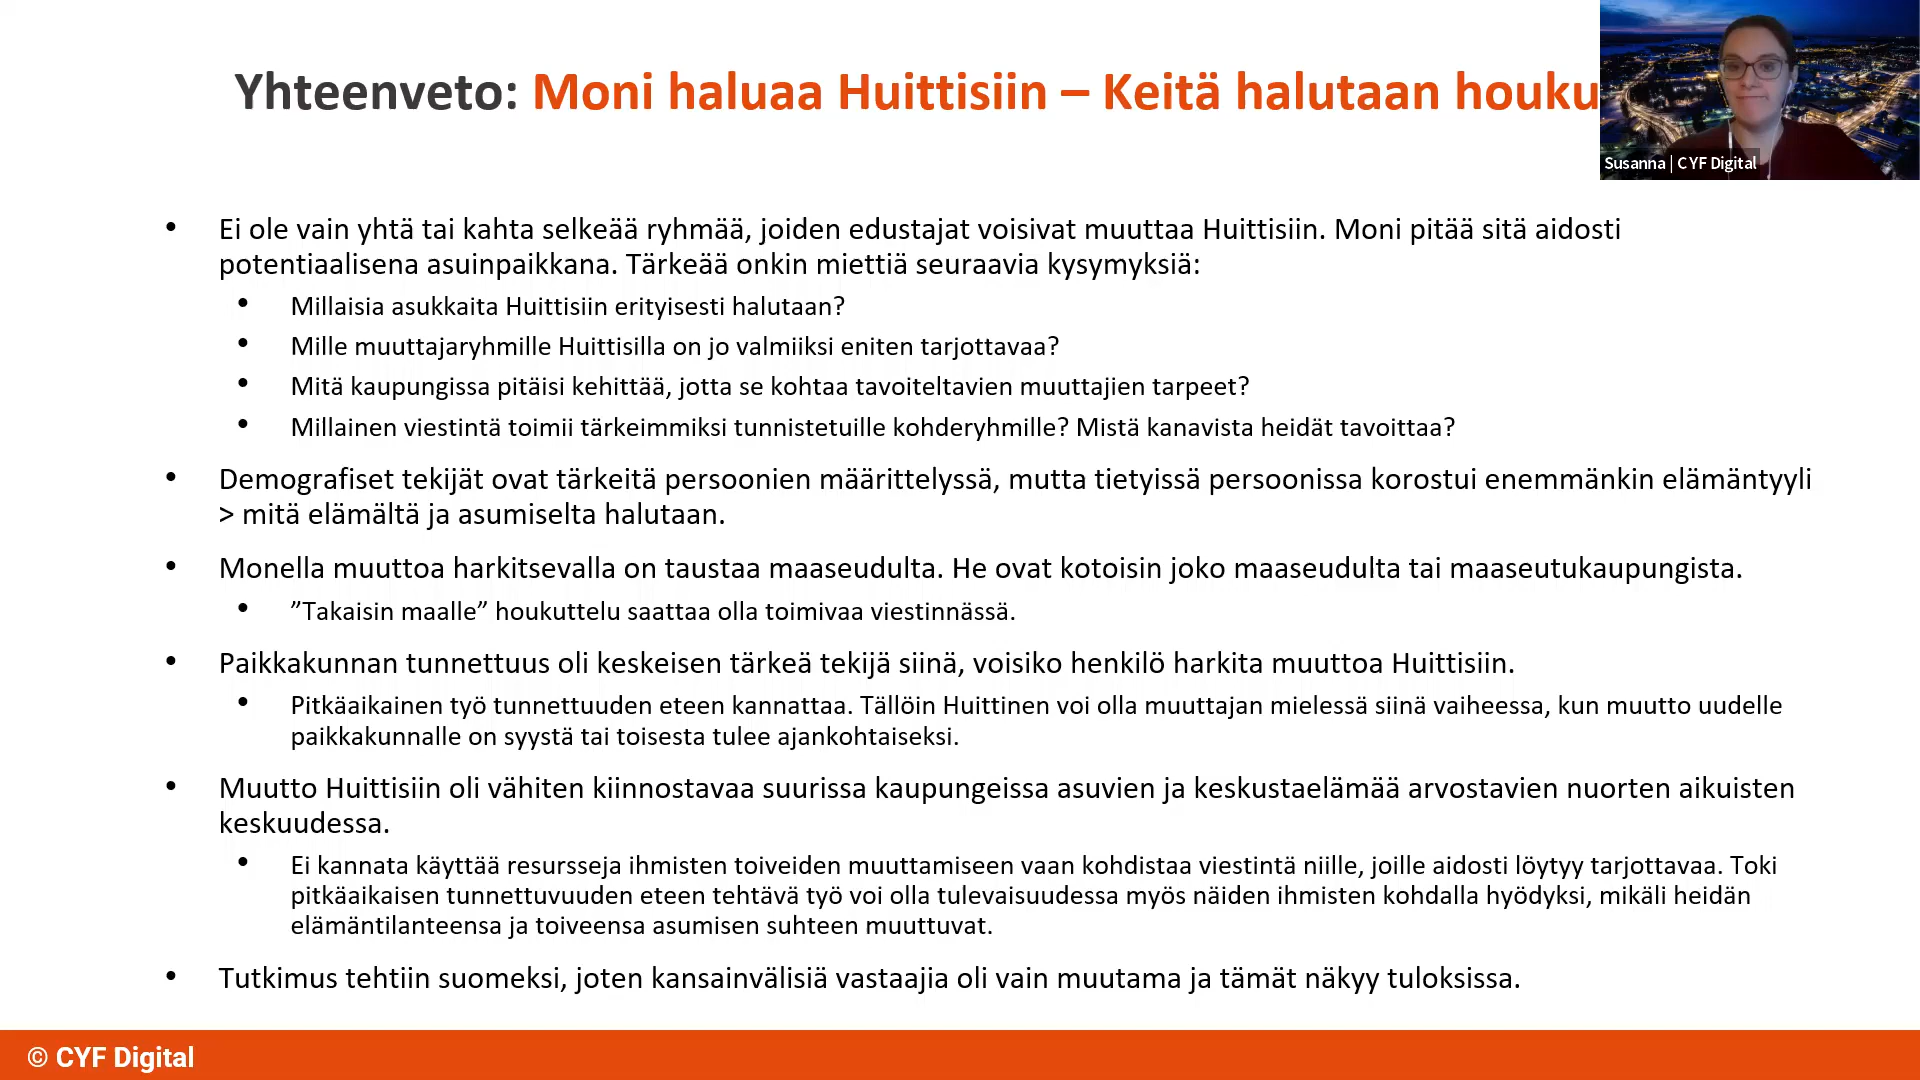 Yhteenveto: Moni haluaa Huittisiin – Keitä halutaan houku
Susanna | CYF Digital
• Ei ole vain yhtä tai kahta selkeää ryhmää, joiden edustajat voisivat muuttaa Huittisiin. Moni pitää sitä aidosti
potentiaalisena asuinpaikkana. Tärkeää onkin miettiä seuraavia kysymyksiä:
• Millaisia asukkaita Huittisiin erityisesti halutaan?
• Mille muuttajaryhmille Huittisilla on jo valmiiksi eniten tarjottavaa?
• Mitä kaupungissa pitäisi kehittää, jotta se kohtaa tavoiteltavien muuttajien tarpeet?
• Millainen viestintä toimii tärkeimmiksi tunnistetuille kohderyhmille? Mistä kanavista heidät tavoittaa?
• Demografiset tekijät ovat tärkeitä persoonien määrittelyssä, mutta tietyissä persoonissa korostui enemmänkin elämäntyyli
> mitä elämältä ja asumiselta halutaan.
• Monella muuttoa harkitsevalla on taustaa maaseudulta. He ovat kotoisin joko maaseudulta tai maaseutukaupungista.
• ”Takaisin maalle” houkuttelu saattaa olla toimivaa viestinnässä.
• Paikkakunnan tunnettuus oli keskeisen tärkeä tekijä siinä, voisiko henkilö harkita muuttoa Huittisiin.
• Pitkäaikainen työ tunnettuuden eteen kannattaa. Tällöin Huittinen voi olla muuttajan mielessä siinä vaiheessa, kun muutto uudelle
paikkakunnalle on syystä tai toisesta tulee ajankohtaiseksi.
• Muutto Huittisiin oli vähiten kiinnostavaa suurissa kaupungeissa asuvien ja keskustaelämää arvostavien nuorten aikuisten
keskuudessa.
• Ei kannata käyttää resursseja ihmisten toiveiden muuttamiseen vaan kohdistaa viestintä niille, joille aidosti löytyy tarjottavaa. Toki
pitkäaikaisen tunnettuvuuden eteen tehtävä työ voi olla tulevaisuudessa myös näiden ihmisten kohdalla hyödyksi, mikäli heidän
elämäntilanteensa ja toiveensa asumisen suhteen muuttuvat.
• Tutkimus tehtiin suomeksi, joten kansainvälisiä vastaajia oli vain muutama ja tämät näkyy tuloksissa.
© CYF Digital